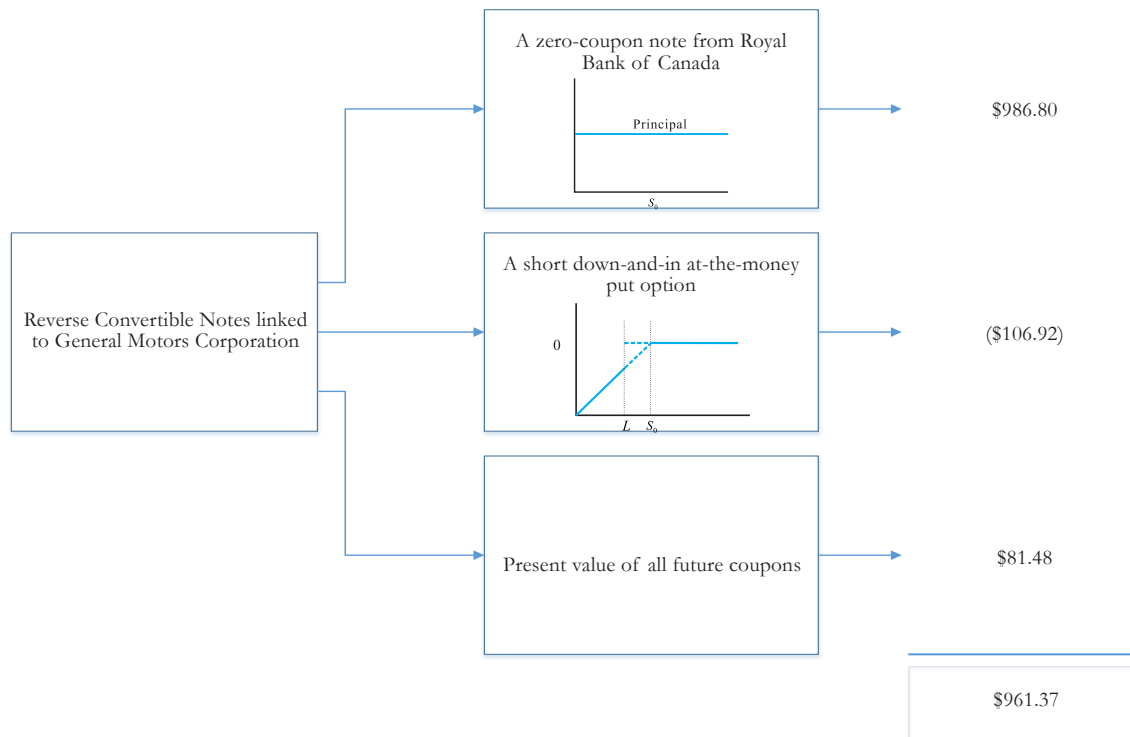 A zero-coupon note from Royal
Bank of Canada
Principal
S₀
$986.80
Reverse Convertible Notes linked
to General Motors Corporation
A short down-and-in at-the-money
put option
0
L S₀
($106.92)
Present value of all future coupons
$81.48
$961.37